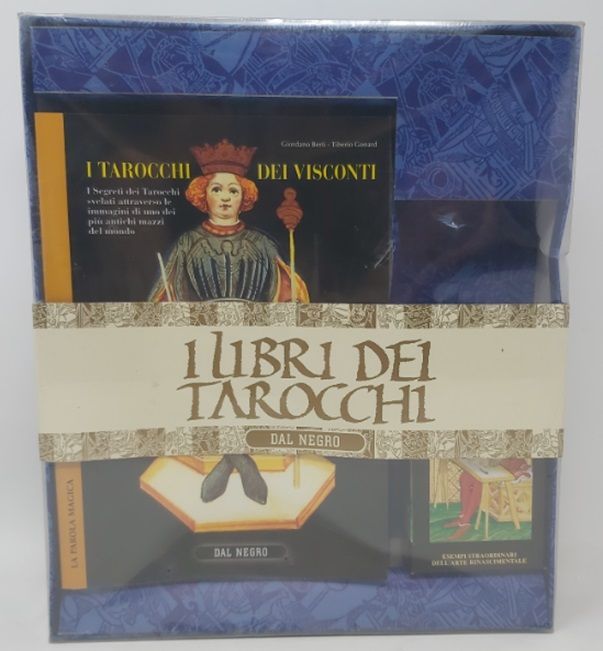 Giordano Berti - Tiberio Gonard
I TAROCCHI DEI VISCONTI
I Segreti dei Tarocchi
svelati attraverso le
immagini di uno dei
più antichi mazzi
del mondo
I LIBRI DEI
TAROCCHI
DAL NEGRO
LA PAROLA MAGICA
DAL NEGRO
ESEMPI STRAORDINARI
DELL'ARTE RINASCIMENTALE